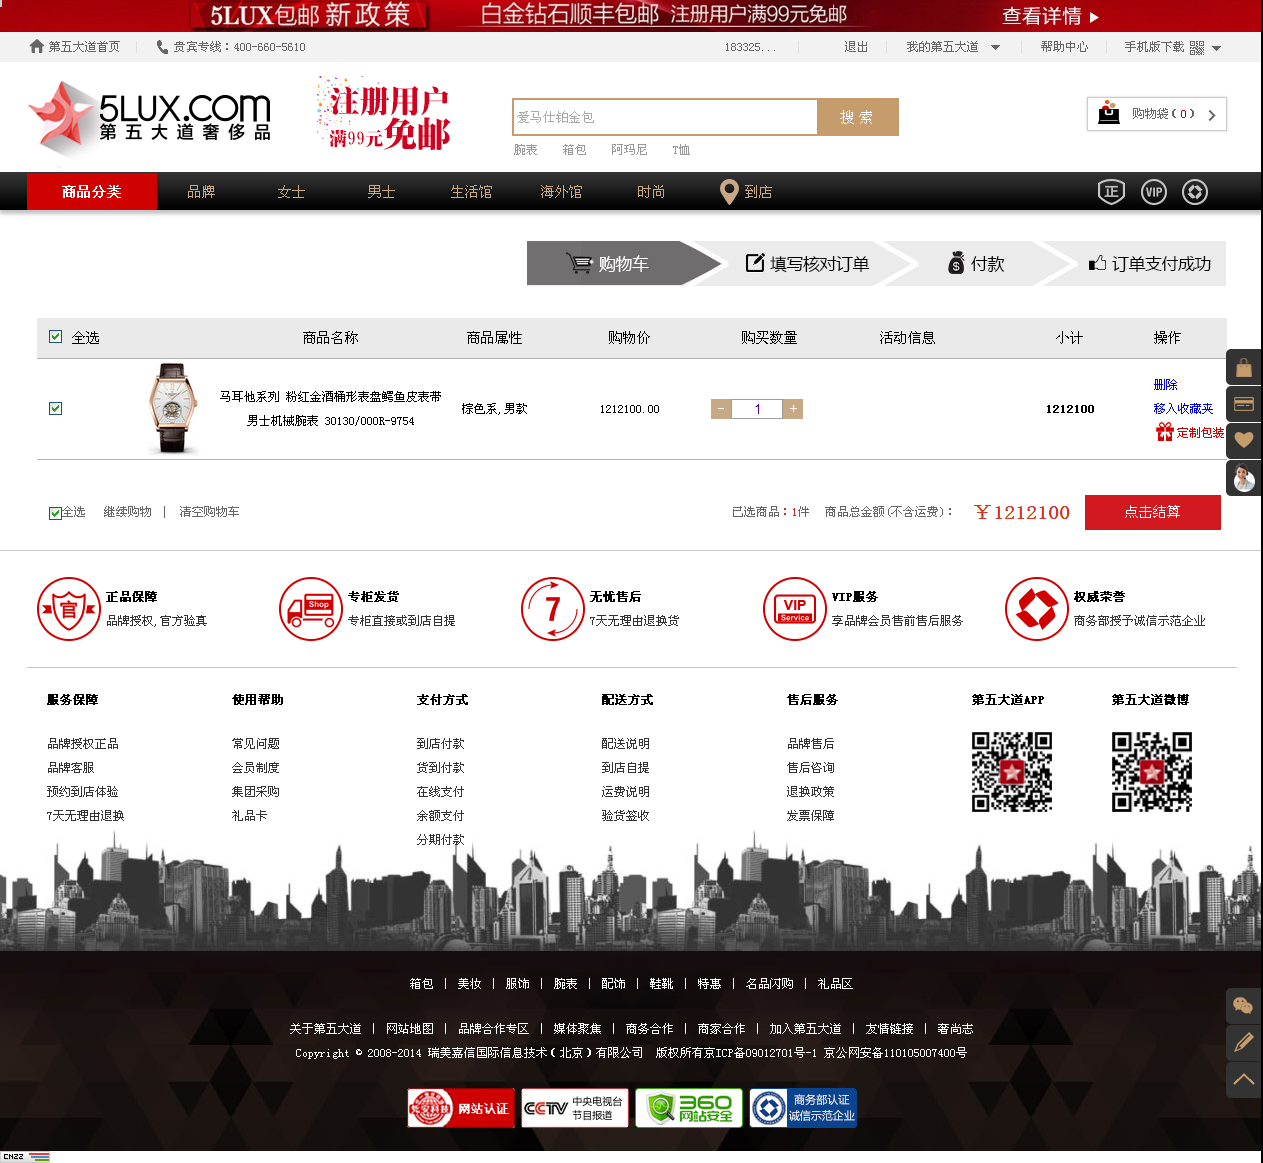 5LUX包邮 新政策 白金钻石顺丰包邮 注册用户满99元免邮 查看详情
第五大道首页 贵宾专线：400-660-5610 183325... 退出 我的第五大道 帮助中心 手机版下载
5LUX.COM
第五大道奢侈品
注册用户
满99元免邮
爱马仕铂金包 搜索
购物袋（0）
腕表 箱包 阿玛尼 T恤
商品分类 品牌 女士 男士 生活馆 海外馆 时尚 到店 正 VIP
购物车 填写核对订单 付款 订单支付成功
全选 商品名称 商品属性 购物价 购买数量 活动信息 小计 操作
马耳他系列 粉红金酒桶形表盘鳄鱼皮表带
男士机械腕表 30130/000R-9754
棕色系,男款 1212100.00 - 1 + 1212100
删除
移入收藏夹
定制包装
全选 继续购物 | 清空购物车 已选商品：1件 商品总金额(不含运费)： ￥1212100 点击结算
官 正品保障
品牌授权,官方验真
Shop 专柜发货
专柜直接或到店自提
7 无忧售后
7天无理由退换货
VIP Service VIP服务
享品牌会员售前售后服务
权威荣誉
商务部授予诚信示范企业
服务保障 使用帮助 支付方式 配送方式 售后服务 第五大道APP 第五大道微博
品牌授权正品 常见问题 到店付款 配送说明 品牌售后
品牌客服 会员制度 货到付款 到店自提 售后咨询
预约到店体验 集团采购 在线支付 运费说明 退换政策
7天无理由退换 礼品卡 余额支付 验货签收 发票保障
分期付款
箱包 | 美妆 | 服饰 | 腕表 | 配饰 | 鞋靴 | 特惠 | 名品闪购 | 礼品区
关于第五大道 | 网站地图 | 品牌合作专区 | 媒体聚焦 | 商务合作 | 商家合作 | 加入第五大道 | 友情链接 | 奢尚志
Copyright © 2008-2014 瑞美嘉信国际信息技术（北京）有限公司 版权所有京ICP备09012701号-1 京公网安备110105007400号
网站认证
CCTV 中央电视台
节目报道
360
网站安全
商务部认证
诚信示范企业
CNZZ